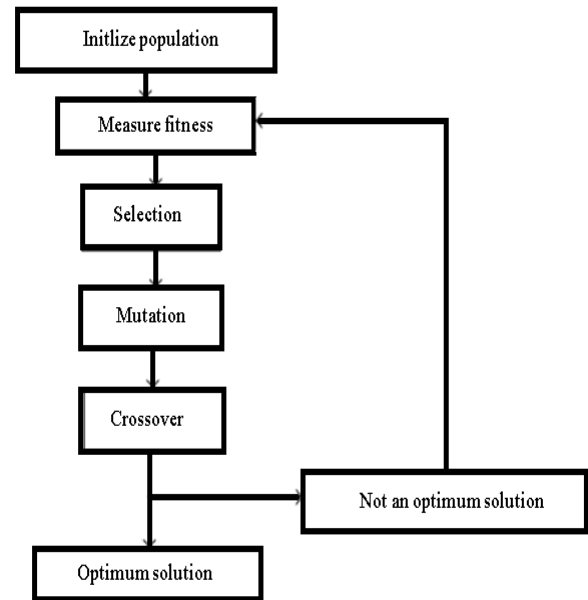 Initlize population
Measure fitness
Selection
Mutation
Crossover
Not an optimum solution
Optimum solution